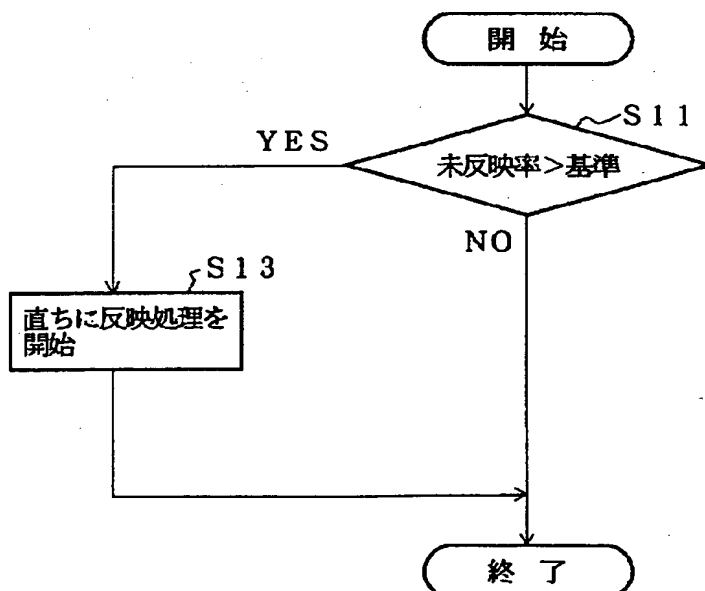 開 始
S11
YES
未反映率＞基準
NO
S13
直ちに反映処理を
開始
終 了